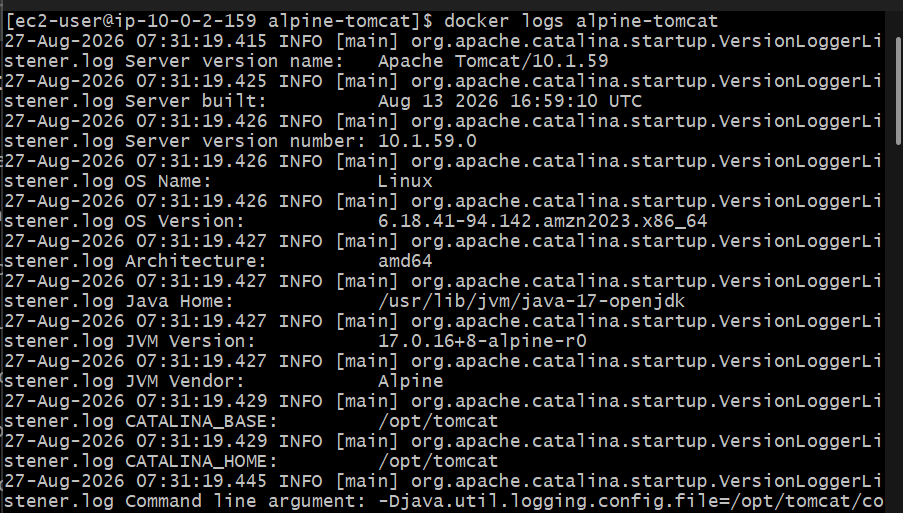 [ec2-user@ip-10-0-2-159 alpine-tomcat]$ docker logs alpine-tomcat
27-Aug-2026 07:31:19.415 INFO [main] org.apache.catalina.startup.VersionLoggerLi
stener.log Server version name:   Apache Tomcat/10.1.59
27-Aug-2026 07:31:19.425 INFO [main] org.apache.catalina.startup.VersionLoggerLi
stener.log Server built:          Aug 13 2026 16:59:10 UTC
27-Aug-2026 07:31:19.426 INFO [main] org.apache.catalina.startup.VersionLoggerLi
stener.log Server version number: 10.1.59.0
27-Aug-2026 07:31:19.426 INFO [main] org.apache.catalina.startup.VersionLoggerLi
stener.log OS Name:               Linux
27-Aug-2026 07:31:19.426 INFO [main] org.apache.catalina.startup.VersionLoggerLi
stener.log OS Version:            6.18.41-94.142.amzn2023.x86_64
27-Aug-2026 07:31:19.427 INFO [main] org.apache.catalina.startup.VersionLoggerLi
stener.log Architecture:          amd64
27-Aug-2026 07:31:19.427 INFO [main] org.apache.catalina.startup.VersionLoggerLi
stener.log Java Home:             /usr/lib/jvm/java-17-openjdk
27-Aug-2026 07:31:19.427 INFO [main] org.apache.catalina.startup.VersionLoggerLi
stener.log JVM Version:           17.0.16+8-alpine-r0
27-Aug-2026 07:31:19.427 INFO [main] org.apache.catalina.startup.VersionLoggerLi
stener.log JVM Vendor:            Alpine
27-Aug-2026 07:31:19.429 INFO [main] org.apache.catalina.startup.VersionLoggerLi
stener.log CATALINA_BASE:         /opt/tomcat
27-Aug-2026 07:31:19.429 INFO [main] org.apache.catalina.startup.VersionLoggerLi
stener.log CATALINA_HOME:         /opt/tomcat
27-Aug-2026 07:31:19.445 INFO [main] org.apache.catalina.startup.VersionLoggerLi
stener.log Command line argument: -Djava.util.logging.config.file=/opt/tomcat/co